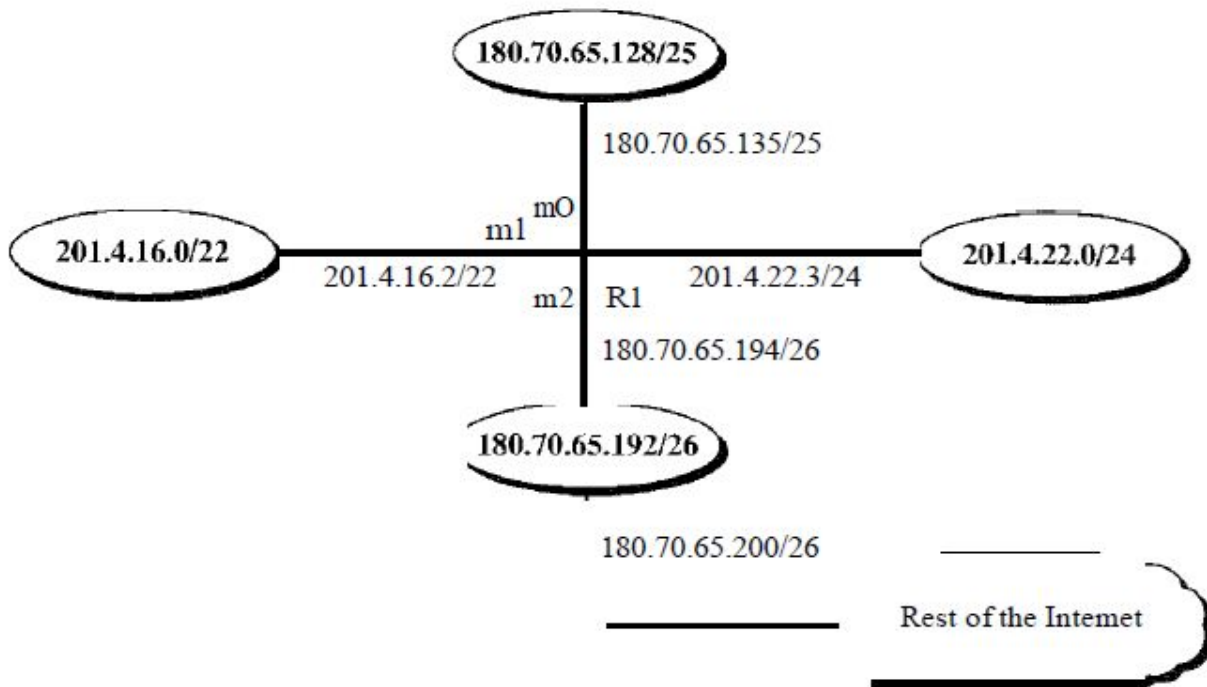 180.70.65.128/25
180.70.65.135/25
mO
m1
201.4.16.0/22
201.4.22.0/24
201.4.16.2/22
201.4.22.3/24
m2
R1
180.70.65.194/26
180.70.65.192/26
180.70.65.200/26
Rest of the Intemet